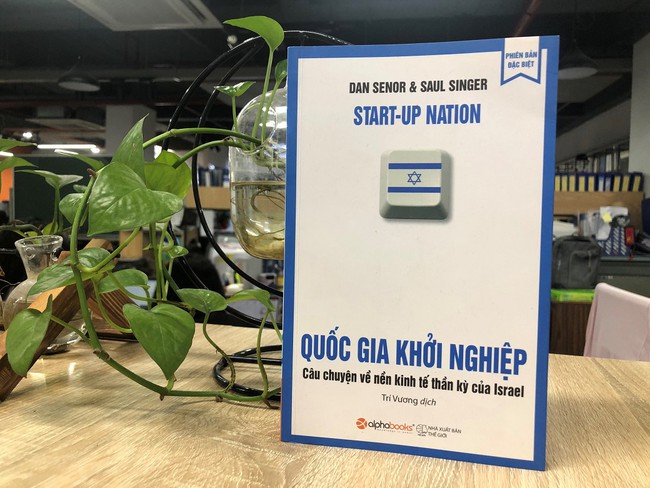 PHIÊN BẢN
ĐẶC BIỆT
DAN SENOR & SAUL SINGER
START-UP NATION
QUỐC GIA KHỞI NGHIỆP
Câu chuyện về nền kinh tế thần kỳ của Israel
Trí Vương dịch
alphabooks
NHÀ XUẤT BẢN
THẾ GIỚI